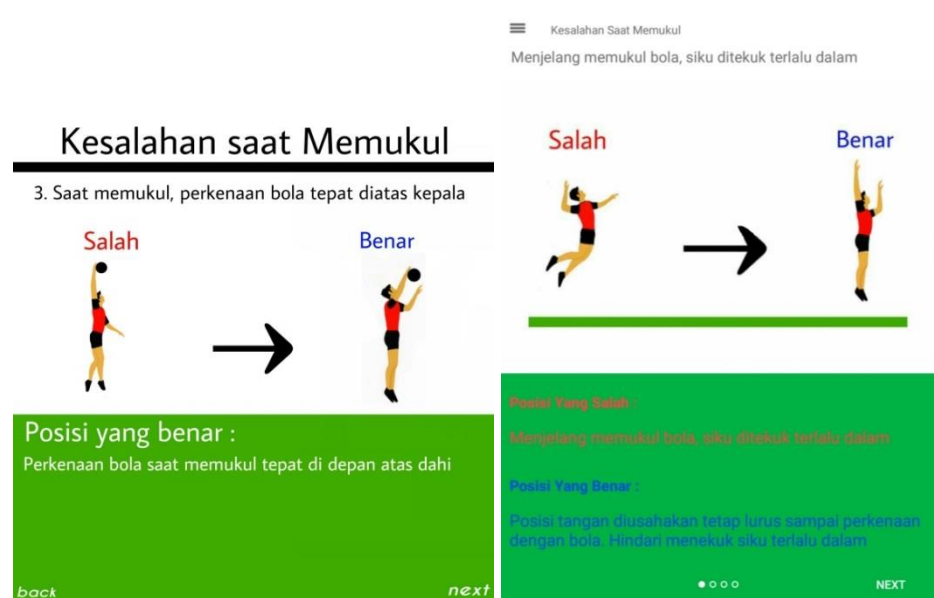 Kesalahan saat Memukul
3. Saat memukul, perkenaan bola tepat diatas kepala
Salah
Benar
Posisi yang benar :
Perkenaan bola saat memukul tepat di depan atas dahi
back
next
Kesalahan Saat Memukul
Menjelang memukul bola, siku ditekuk terlalu dalam
Salah
Benar
Posisi Yang Salah :
Menjelang memukul bola, siku ditekuk terlalu dalam
Posisi Yang Benar :
Posisi tangan diusahakan tetap lurus sampai perkenaan
dengan bola. Hindari menekuk siku terlalu dalam
NEXT